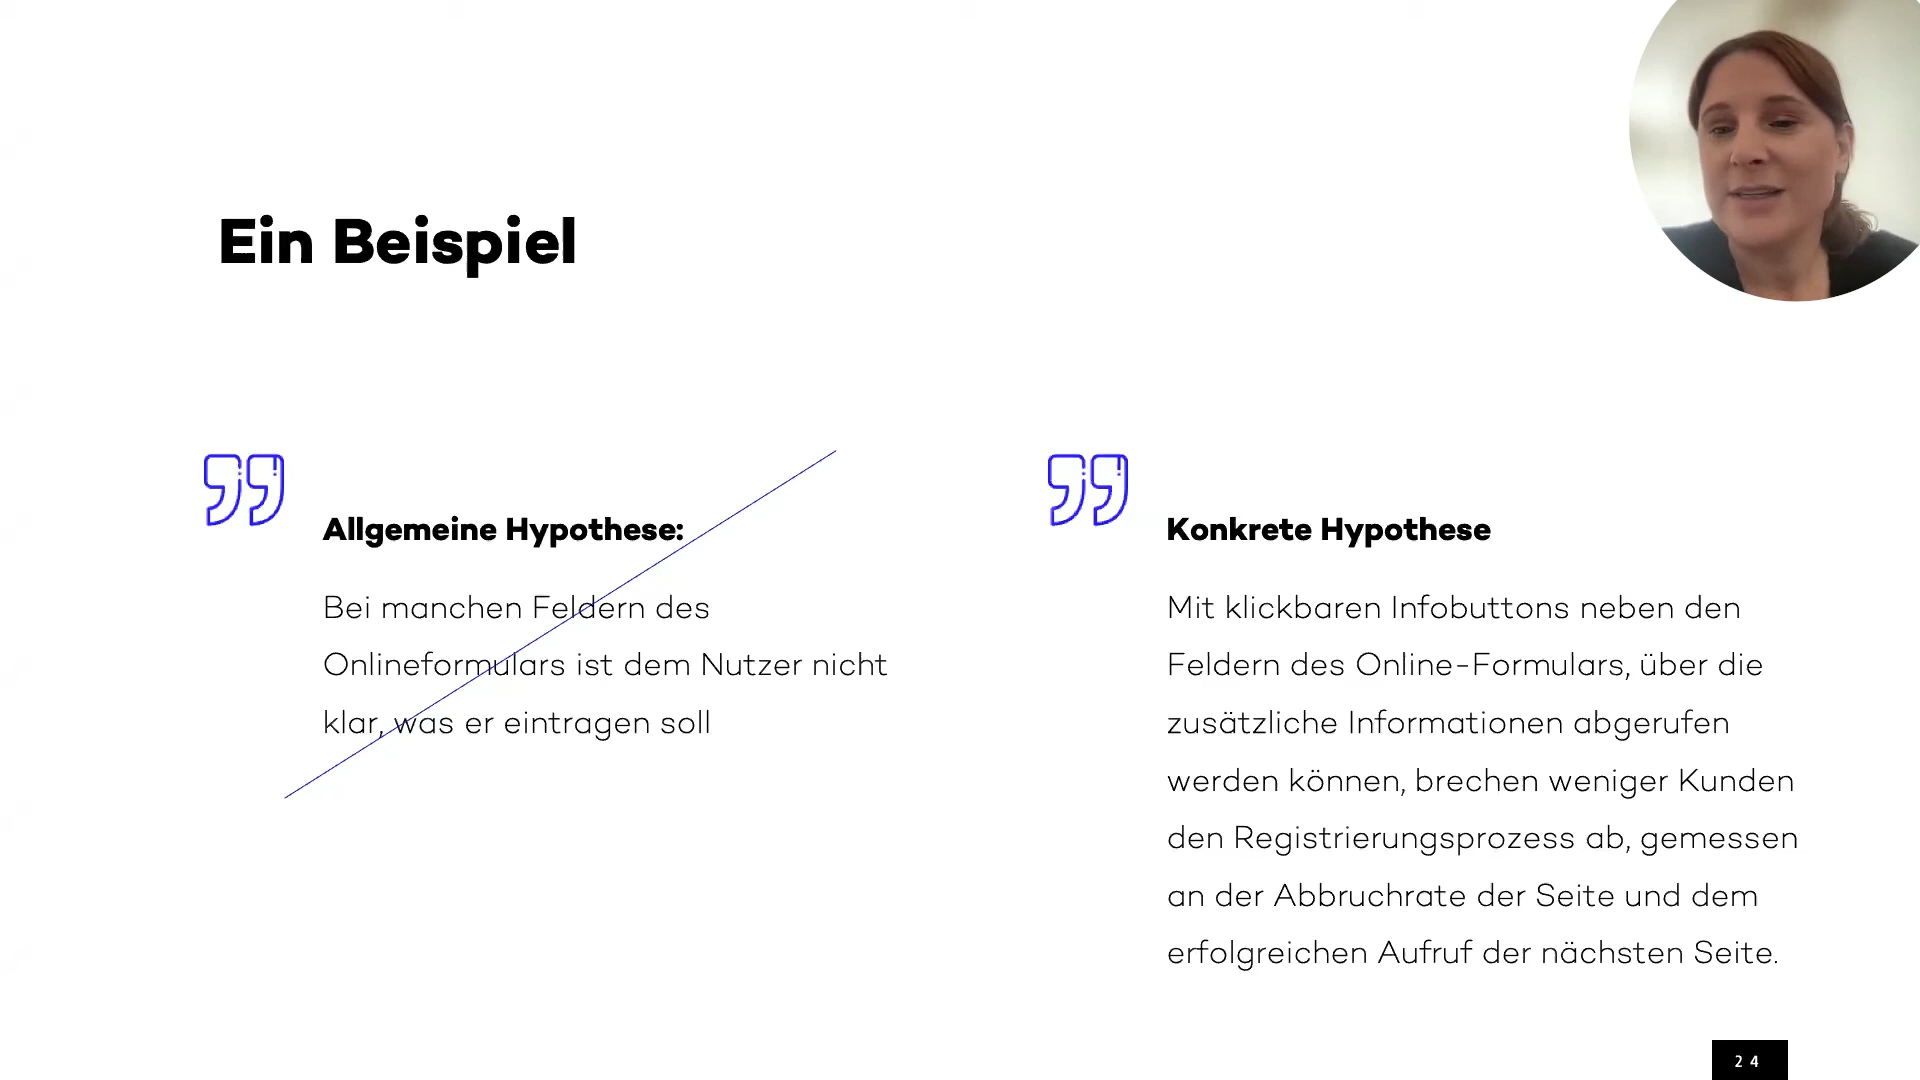 Ein Beispiel
Allgemeine Hypothese:
Bei manchen Feldern des
Onlineformulars ist dem Nutzer nicht
klar, was er eintragen soll
Konkrete Hypothese
Mit klickbaren Infobuttons neben den
Feldern des Online-Formulars, über die
zusätzliche Informationen abgerufen
werden können, brechen weniger Kunden
den Registrierungsprozess ab, gemessen
an der Abbruchrate der Seite und dem
erfolgreichen Aufruf der nächsten Seite.
24